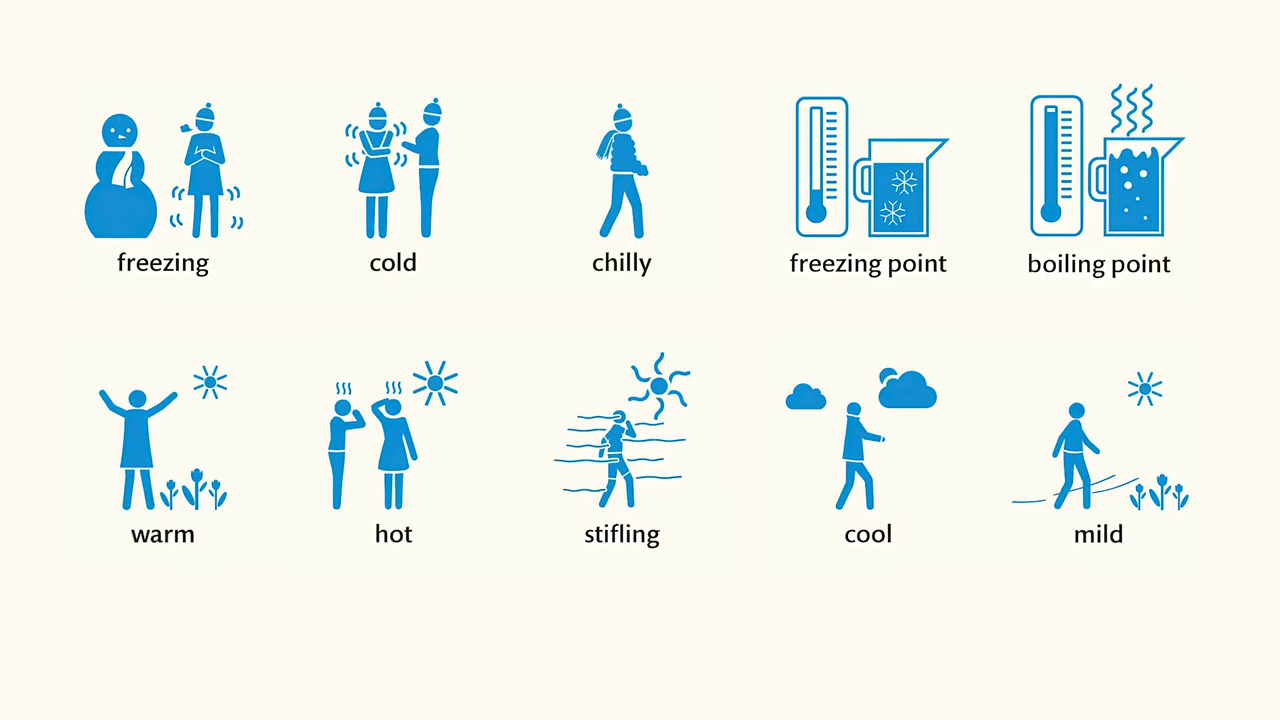 freezing
cold
chilly
freezing point
boiling point
warm
hot
stifling
cool
mild